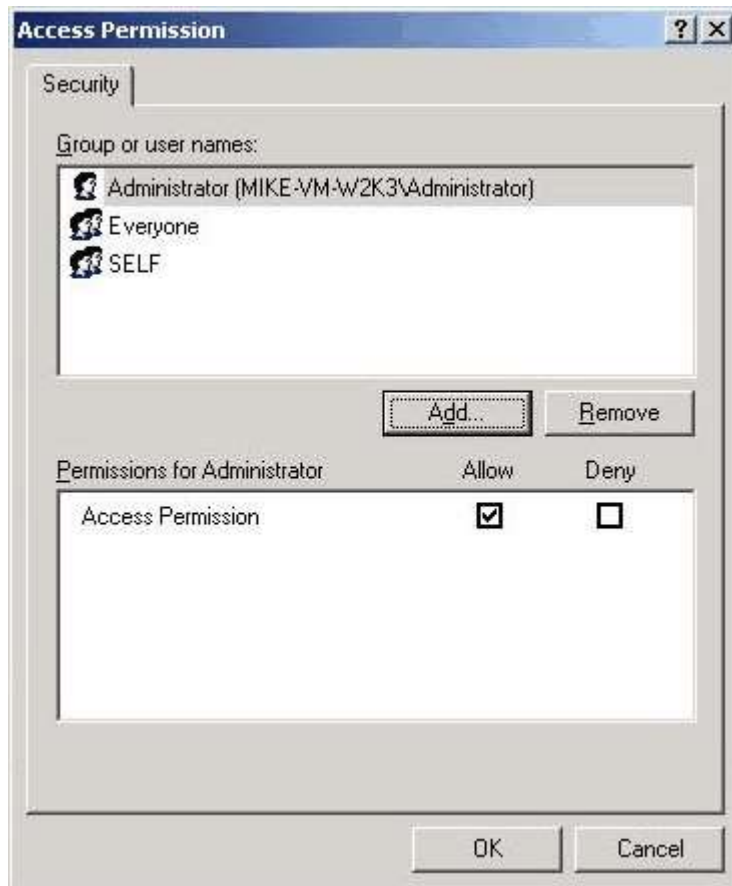 Access Permission
Security
Group or user names:
Administrator (MIKE-VM-W2K3\Administrator)
Everyone
SELF
Add... Remove
Permissions for Administrator Allow Deny
Access Permission
OK Cancel